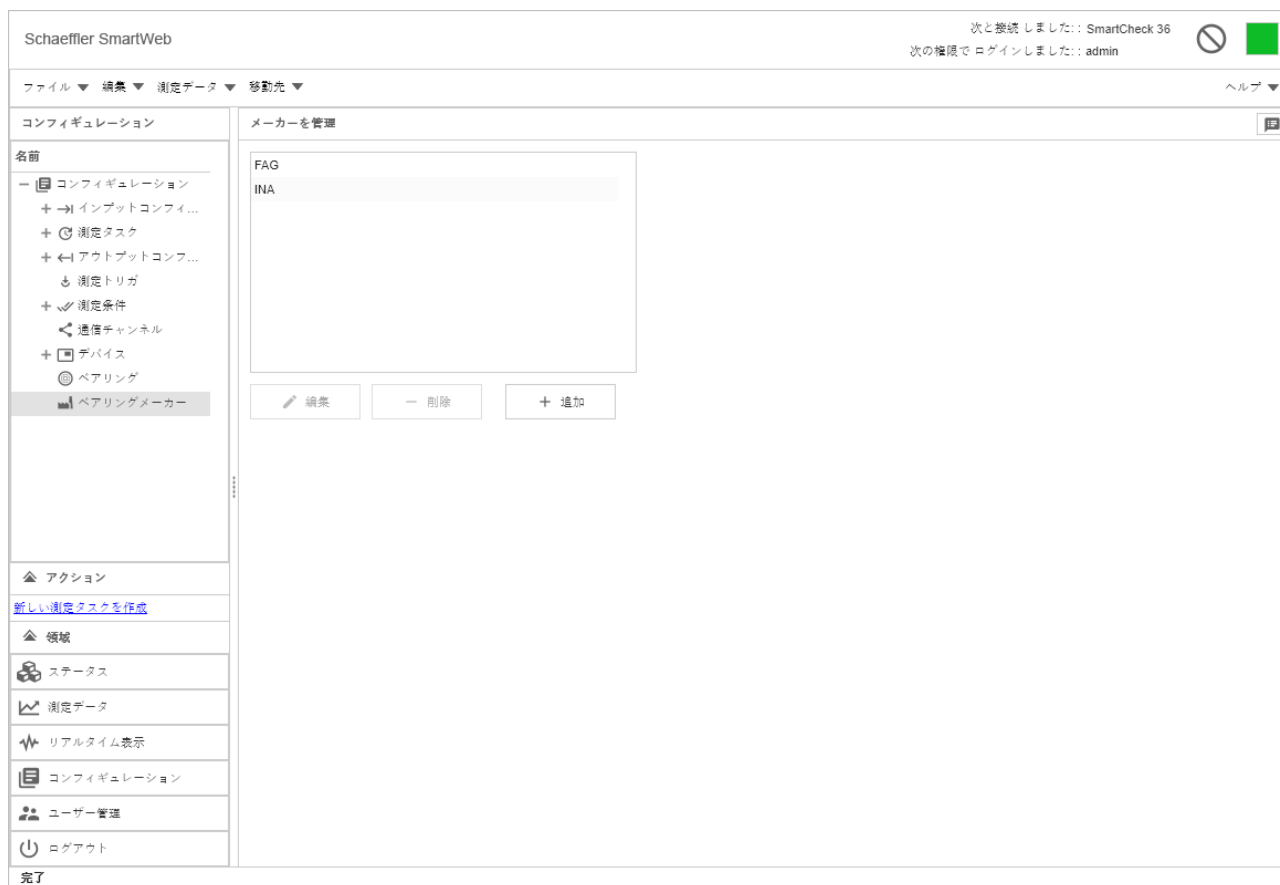 Schaeffler SmartWeb
次と接続 しました: : SmartCheck 36
次の権限で ログインしました: : admin
ファイル ▼ 編集 ▼ 測定データ ▼ 移動先 ▼ ヘルプ ▼
コンフィギュレーション
メーカーを管理
名前
コンフィギュレーション
インプットコンフィ...
測定タスク
アウトプットコンフ...
測定トリガ
測定条件
通信チャンネル
デバイス
ベアリング
ベアリングメーカー
FAG
INA
編集
削除
追加
アクション
新しい測定タスクを作成
領域
ステータス
測定データ
リアルタイム表示
コンフィギュレーション
ユーザー管理
ログアウト
完了